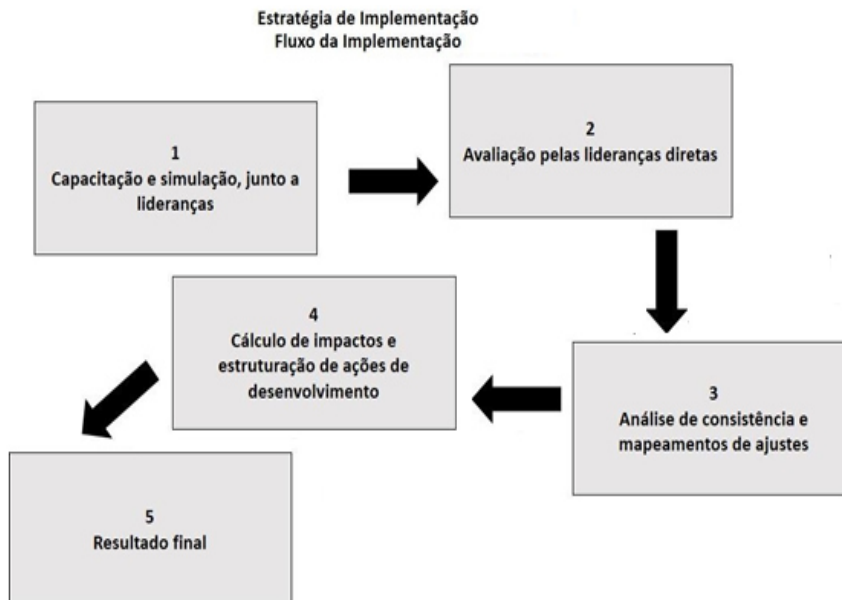 Estratégia de Implementação
Fluxo da Implementação
1
Capacitação e simulação, junto a
lideranças
2
Avaliação pelas lideranças diretas
3
Análise de consistência e
mapeamentos de ajustes
4
Cálculo de impactos e
estruturação de ações de
desenvolvimento
5
Resultado final